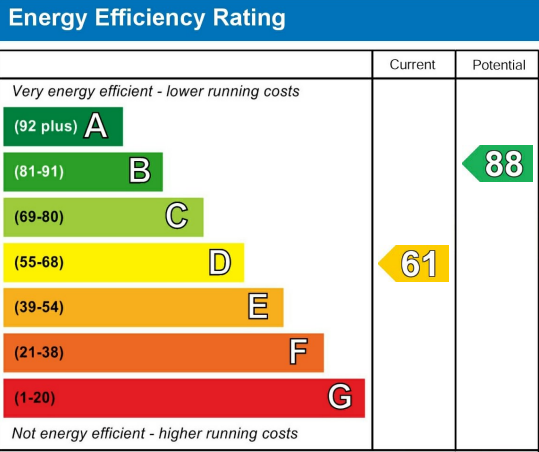 Energy Efficiency Rating
Current Potential
Very energy efficient - lower running costs
(92 plus) A
(81-91) B
88
(69-80) C
(55-68) D
61
(39-54) E
(21-38) F
(1-20) G
Not energy efficient - higher running costs